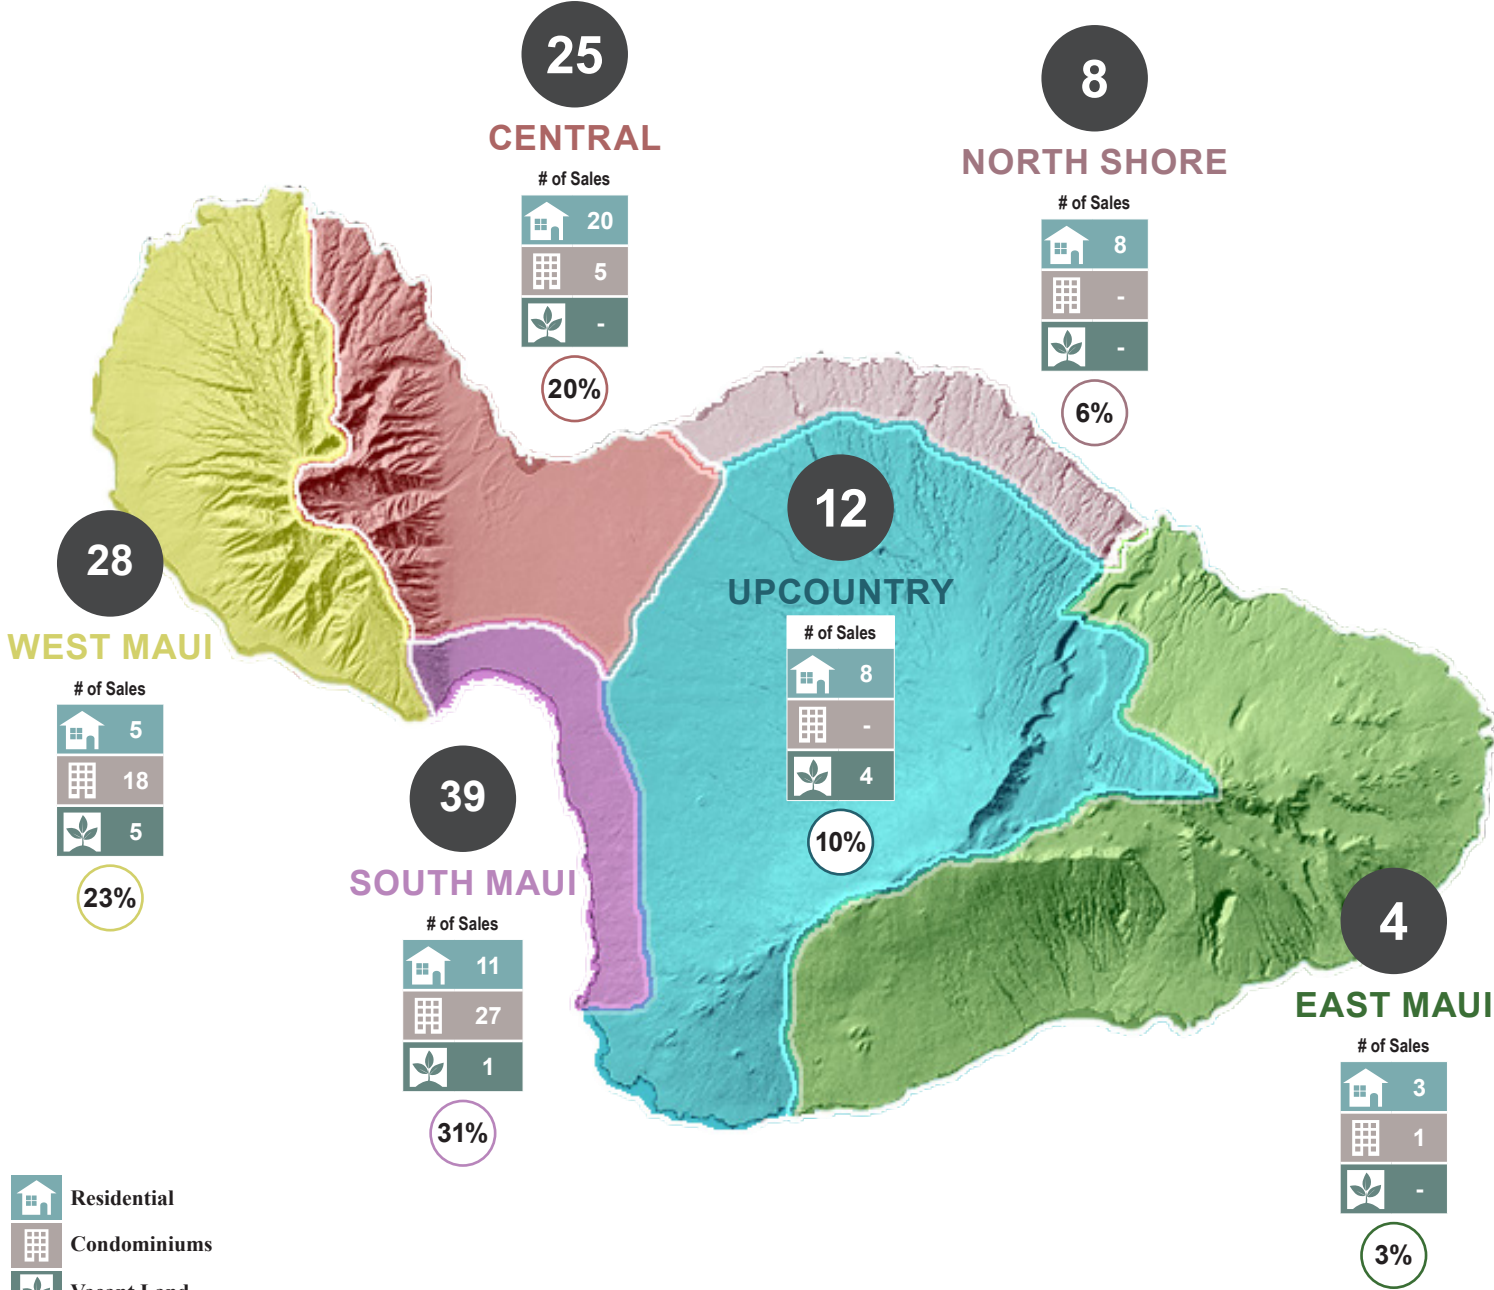 25
CENTRAL
# of Sales
20
5
-
20%
8
NORTH SHORE
# of Sales
8
-
-
6%
12
UPCOUNTRY
# of Sales
8
-
4
10%
28
WEST MAUI
# of Sales
5
18
5
23%
39
SOUTH MAUI
# of Sales
11
27
1
31%
4
EAST MAUI
# of Sales
3
1
-
3%
Residential
Condominiums
Vacant Land